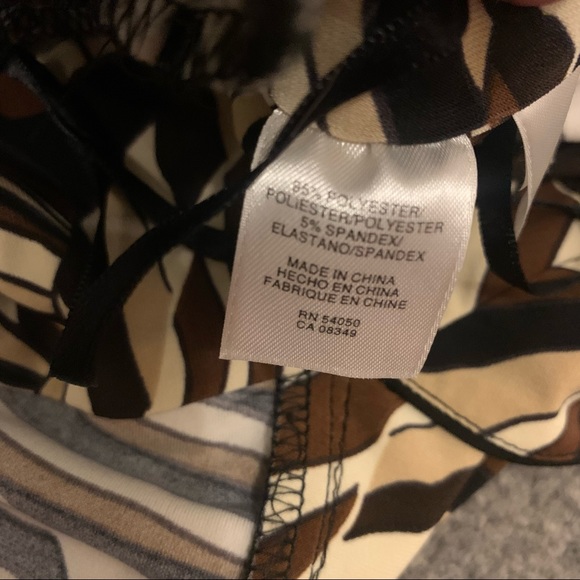 95% POLYESTER/
POLIESTER/POLYESTER
5% SPANDEX/
ELASTANO/SPANDEX
MADE IN CHINA
HECHO EN CHINA
FABRIQUE EN CHINE
RN 54050
CA 08349